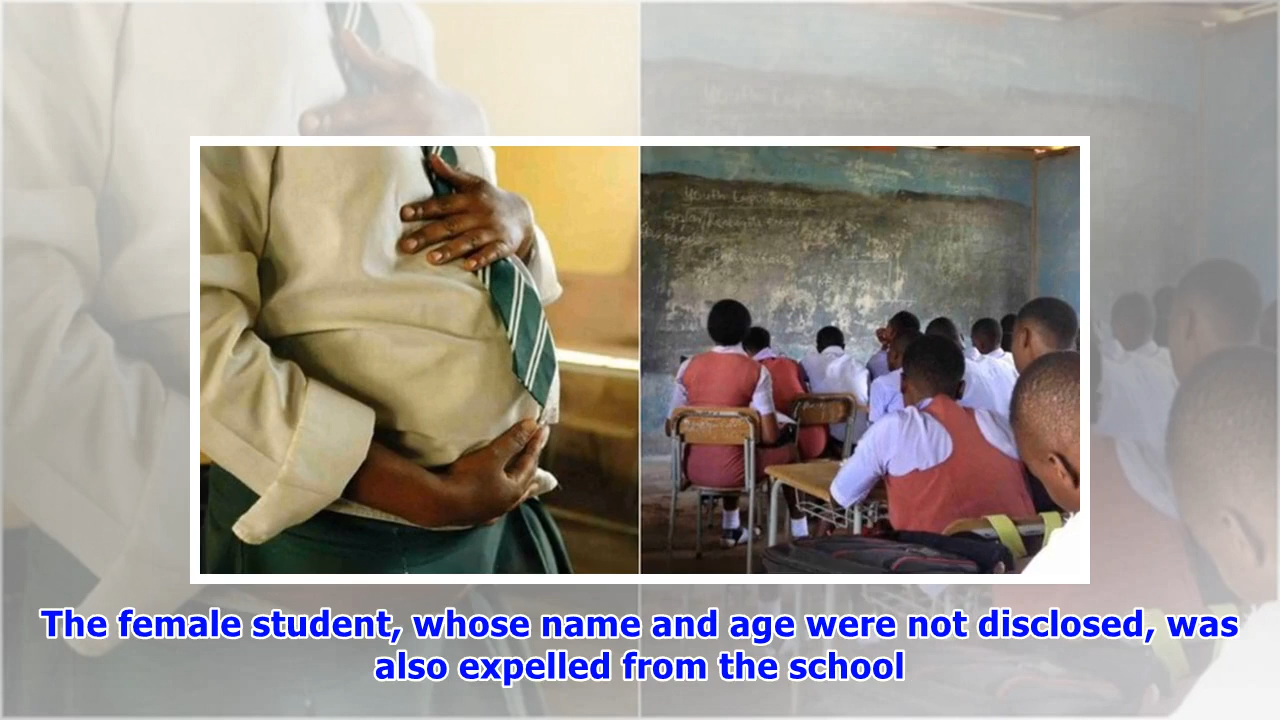 The female student, whose name and age were not disclosed, was
also expelled from the school